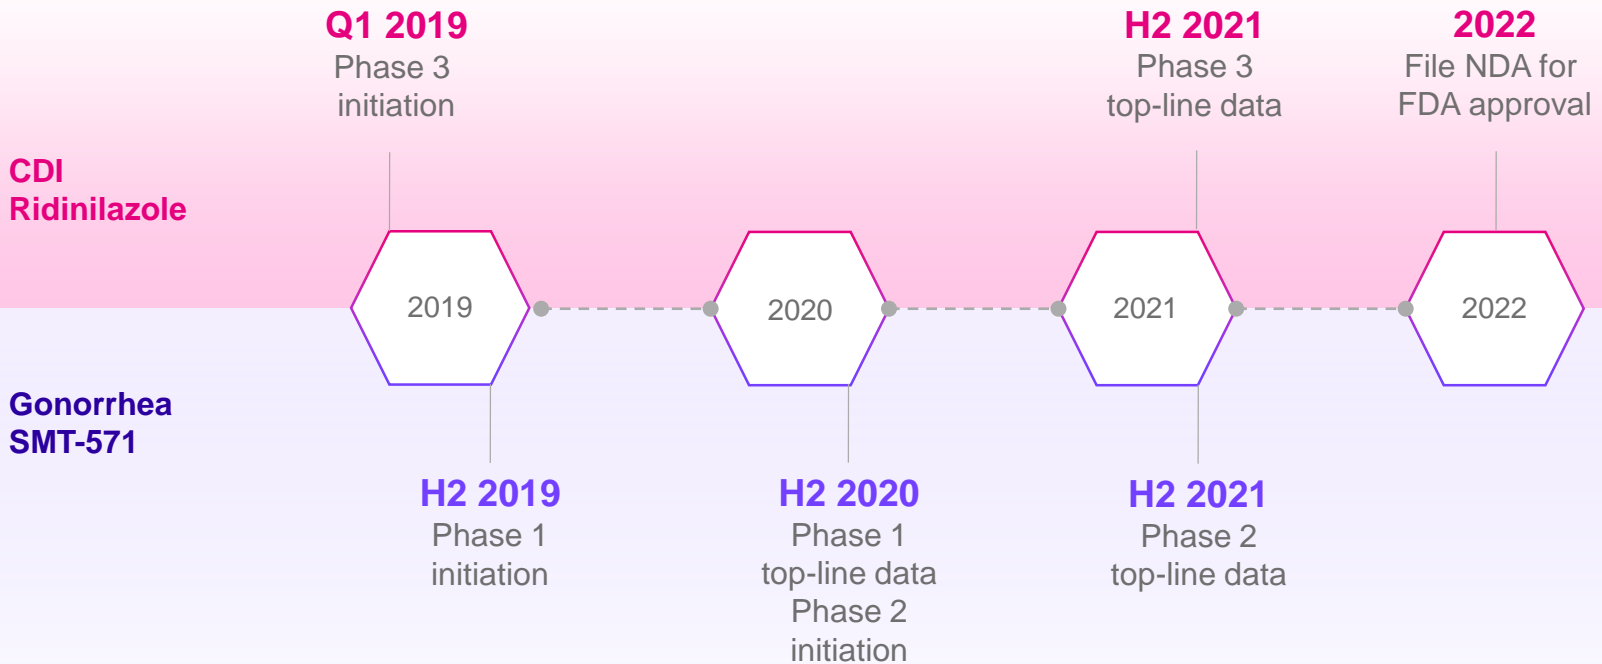 Q1 2019
Phase 3
initiation
H2 2021
Phase 3
top-line data
2022
File NDA for
FDA approval
CDI
Ridinilazole
2019
2020
2021
2022
Gonorrhea
SMT-571
H2 2019
Phase 1
initiation
H2 2020
Phase 1
top-line data
Phase 2
initiation
H2 2021
Phase 2
top-line data